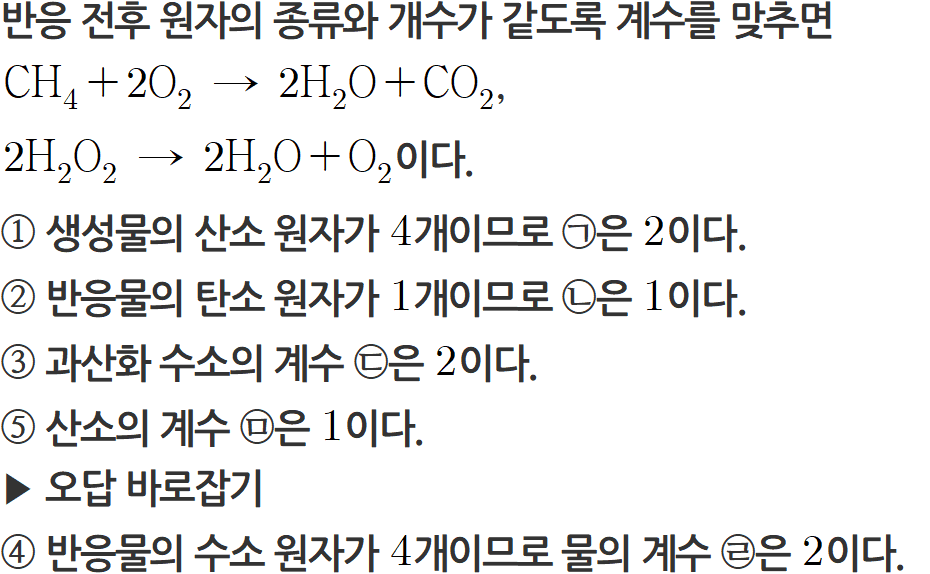 반응 전후 원자의 종류와 개수가 같도록 계수를 맞추면
CH₄+2O₂ → 2H₂O+CO₂,
2H₂O₂ → 2H₂O+O₂이다.
① 생성물의 산소 원자가 4개이므로 ㉠은 2이다.
② 반응물의 탄소 원자가 1개이므로 ㉡은 1이다.
③ 과산화 수소의 계수 ㉢은 2이다.
⑤ 산소의 계수 ㉤은 1이다.
▶ 오답 바로잡기
④ 반응물의 수소 원자가 4개이므로 물의 계수 ㉣은 2이다.